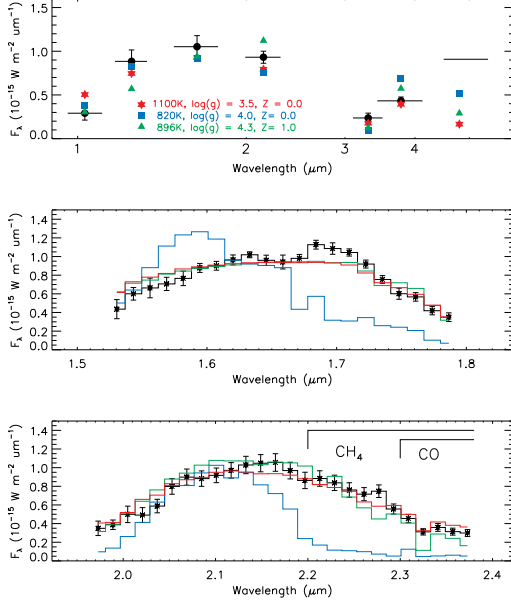 F_λ (10⁻¹⁵ W m⁻² um⁻¹)
1.5
1.0
0.5
0.0
1100K, log(g) = 3.5, Z = 0.0
820K, log(g) = 4.0, Z= 0.0
896K, log(g) = 4.3, Z= 1.0
1 2 3 4
Wavelength (μm)
F_λ (10⁻¹⁵ W m⁻² um⁻¹)
1.4
1.2
1.0
0.8
0.6
0.4
0.2
0.0
1.5 1.6 1.7 1.8
Wavelength (μm)
F_λ (10⁻¹⁵ W m⁻² um⁻¹)
1.4
1.2
1.0
0.8
0.6
0.4
0.2
0.0
CH₄ CO
2.0 2.1 2.2 2.3 2.4
Wavelength (μm)